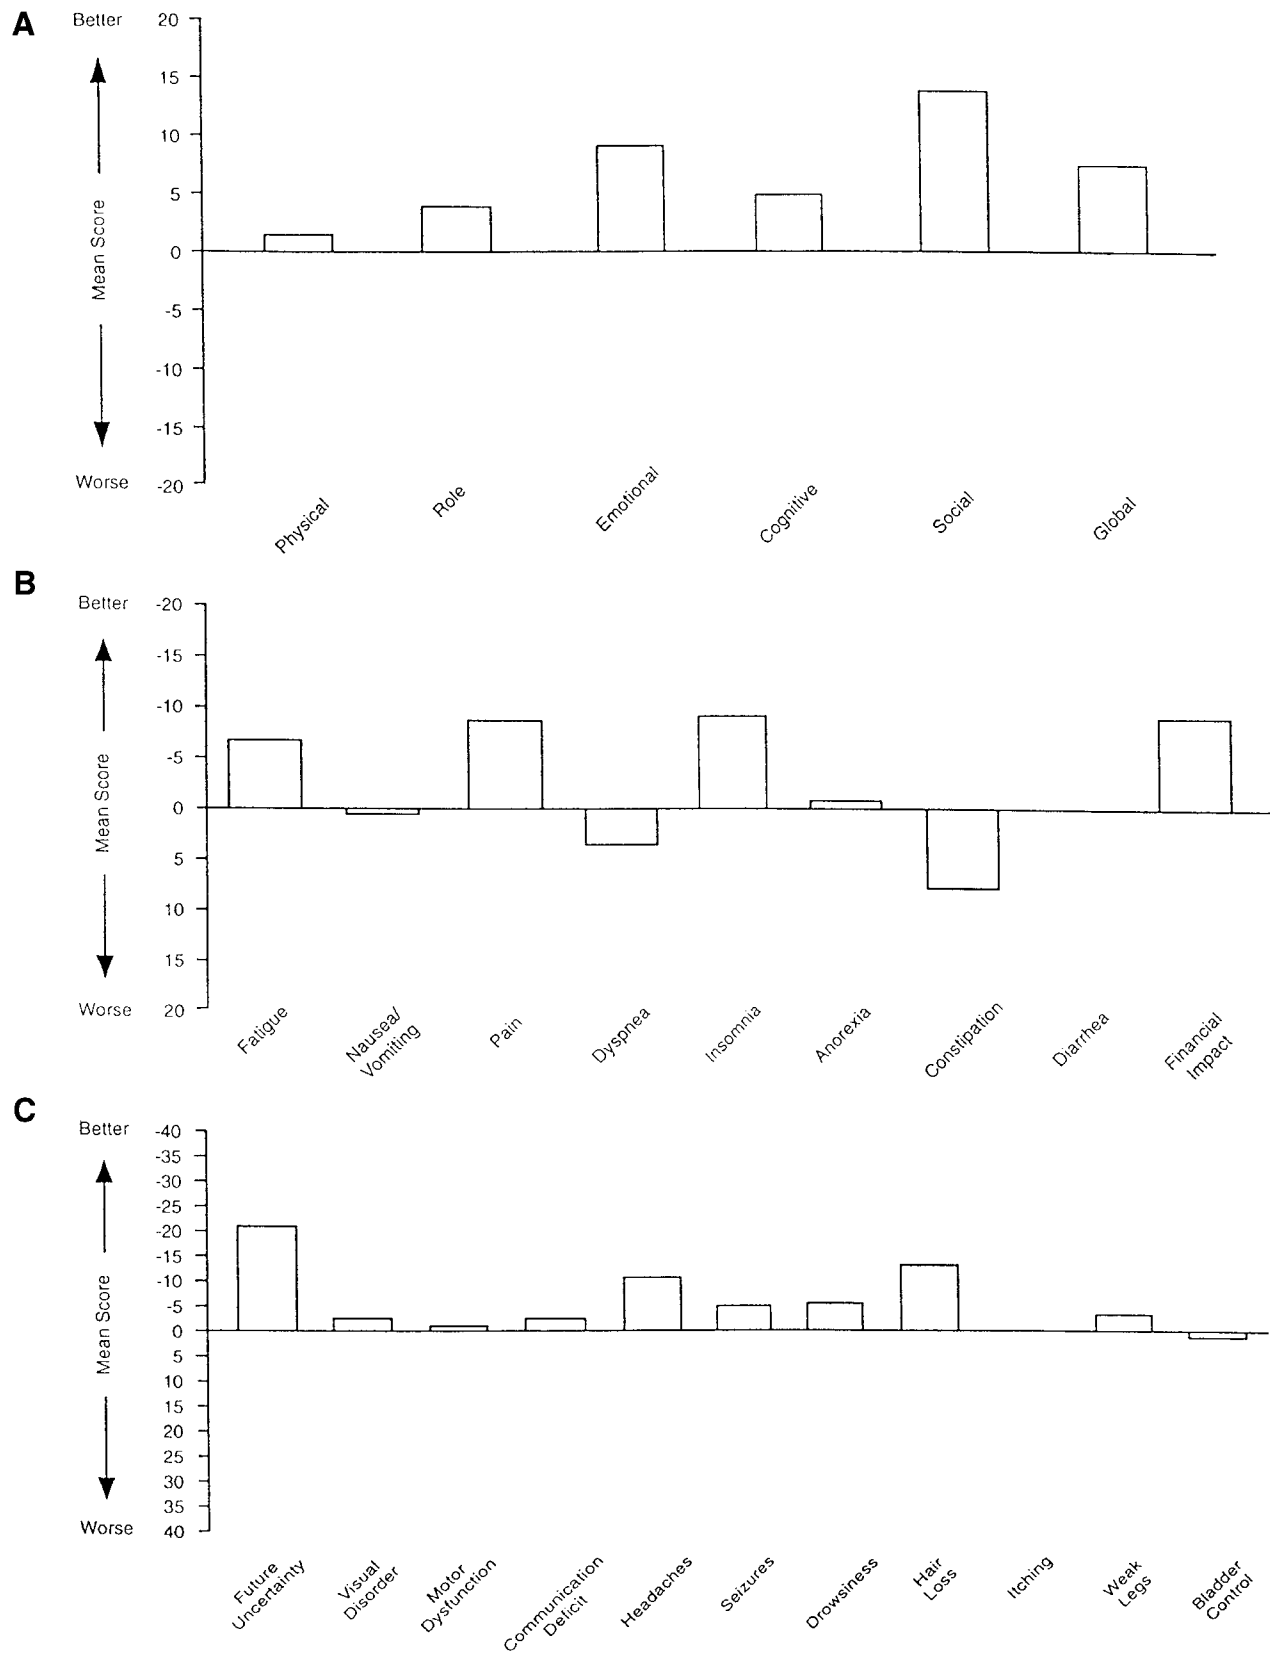 A
Better
20
15
10
5
0
-5
-10
-15
-20
Mean Score
Worse
Physical
Role
Emotional
Cognitive
Social
Global
B
Better
-20
-15
-10
-5
0
5
10
15
20
Mean Score
Worse
Fatigue
Nausea/
Vomiting
Pain
Dyspnea
Insomnia
Anorexia
Constipation
Diarrhea
Financial
Impact
C
Better
-40
-35
-30
-25
-20
-15
-10
-5
0
5
10
15
20
25
30
35
40
Mean Score
Worse
Future
Uncertainty
Visual
Disorder
Motor
Dysfunction
Communication
Deficit
Headaches
Seizures
Drowsiness
Hair
Loss
Itching
Weak
Legs
Bladder
Control